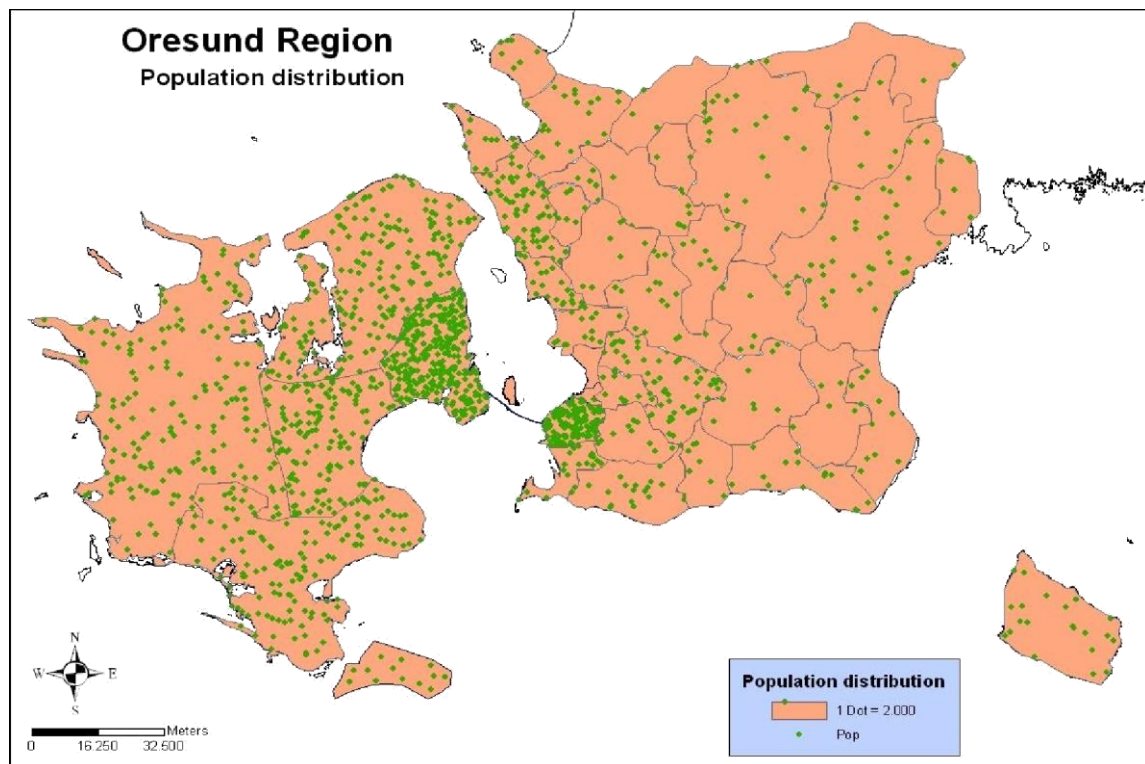 Oresund Region
Population distribution
N
W E
S
Meters
0 16.250 32.500
Population distribution
1 Dot = 2.000
Pop